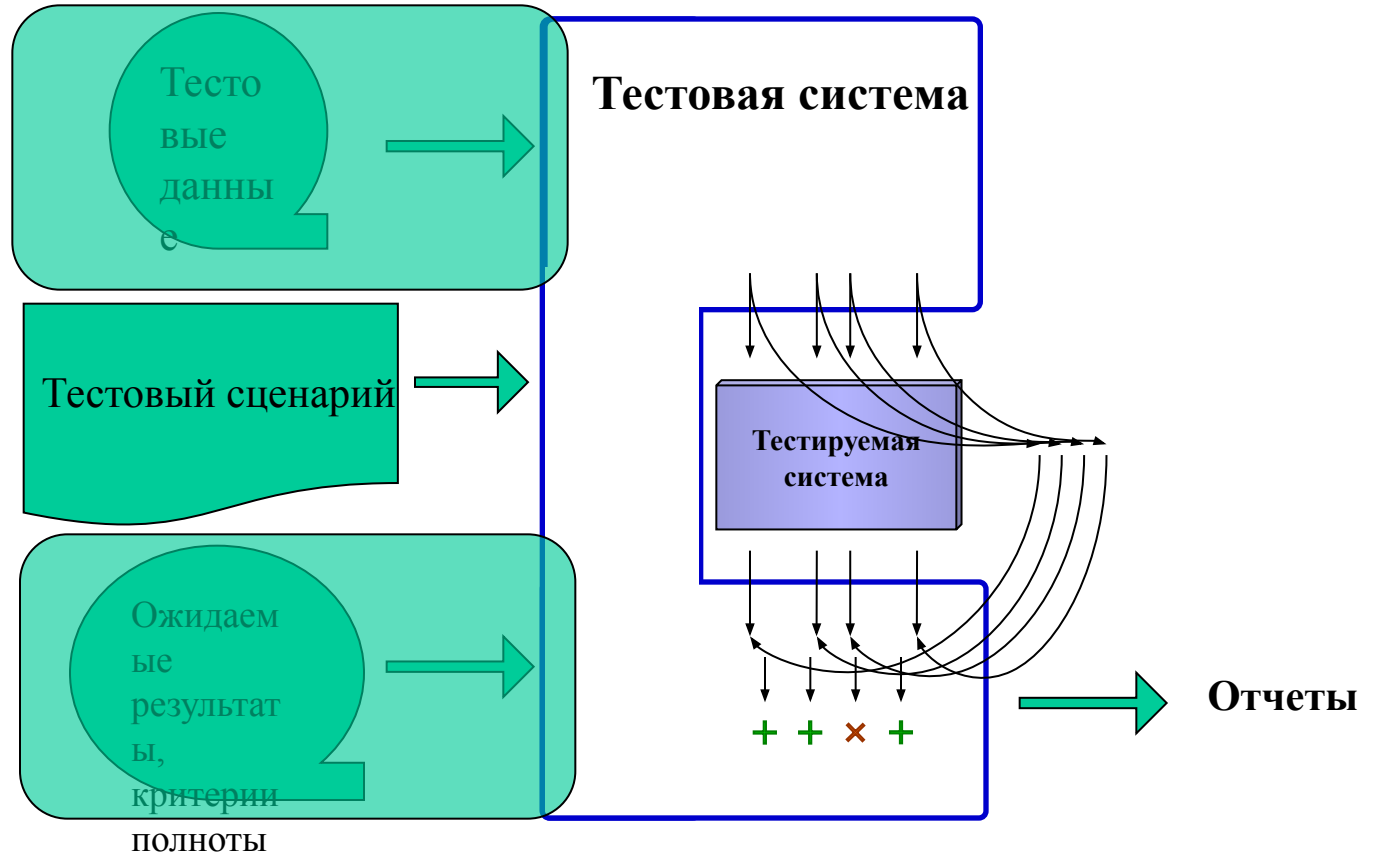 Тесто
вые
данны
е
Тестовая система
Тестовый сценарий
Тестируемая
система
Ожидаем
ые
результат
ы,
критерии
полноты
Отчеты